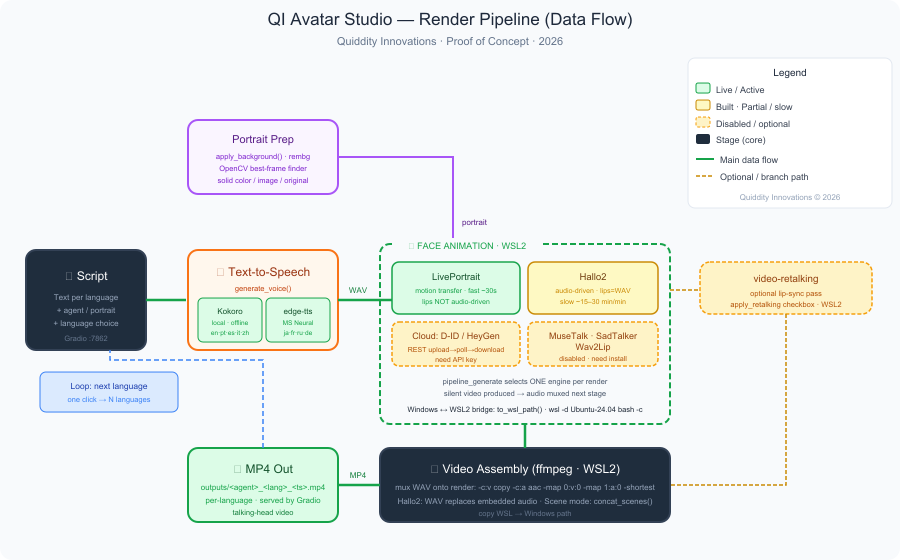 QI Avatar Studio — Render Pipeline (Data Flow)
Quiddity Innovations · Proof of Concept · 2026
Legend
Live / Active
Built · Partial / slow
Disabled / optional
Stage (core)
Main data flow
Optional / branch path
Quiddity Innovations © 2026
Portrait Prep
apply_background() · rembg
OpenCV best-frame finder
solid color / image / original
portrait
Script
Text per language
+ agent / portrait
+ language choice
Gradio :7862
Text-to-Speech
generate_voice()
Kokoro
local · offline
en·pt·es·it·zh
edge-tts
MS Neural
ja·fr·ru·de
WAV
FACE ANIMATION · WSL2
LivePortrait
motion transfer · fast ~30s
lips NOT audio-driven
Hallo2
audio-driven · lips=WAV
slow ~15–30 min/min
Cloud: D-ID / HeyGen
REST upload→poll→download
need API key
MuseTalk · SadTalker
Wav2Lip
disabled · need install
pipeline_generate selects ONE engine per render
silent video produced → audio muxed next stage
Windows ↔ WSL2 bridge: to_wsl_path() · wsl -d Ubuntu-24.04 bash -c
video-retalking
optional lip-sync pass
apply_retalking checkbox · WSL2
Loop: next language
one click → N languages
MP4 Out
outputs/<agent>_<lang>_<ts>.mp4
per-language · served by Gradio
talking-head video
MP4
Video Assembly (ffmpeg · WSL2)
mux WAV onto render: -c:v copy -c:a aac -map 0:v:0 -map 1:a:0 -shortest
Hallo2: WAV replaces embedded audio · Scene mode: concat_scenes()
copy WSL → Windows path